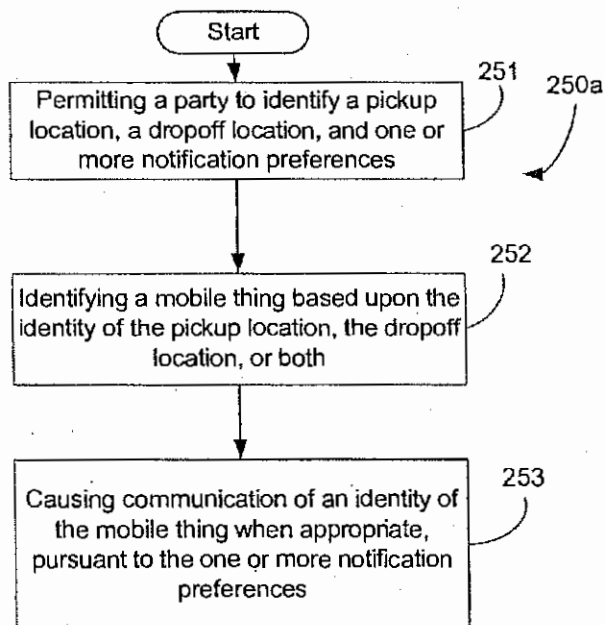 Start
251
250a
Permitting a party to identify a pickup
location, a dropoff location, and one or
more notification preferences
252
Identifying a mobile thing based upon the
identity of the pickup location, the dropoff
location, or both
253
Causing communication of an identity of
the mobile thing when appropriate,
pursuant to the one or more notification
preferences